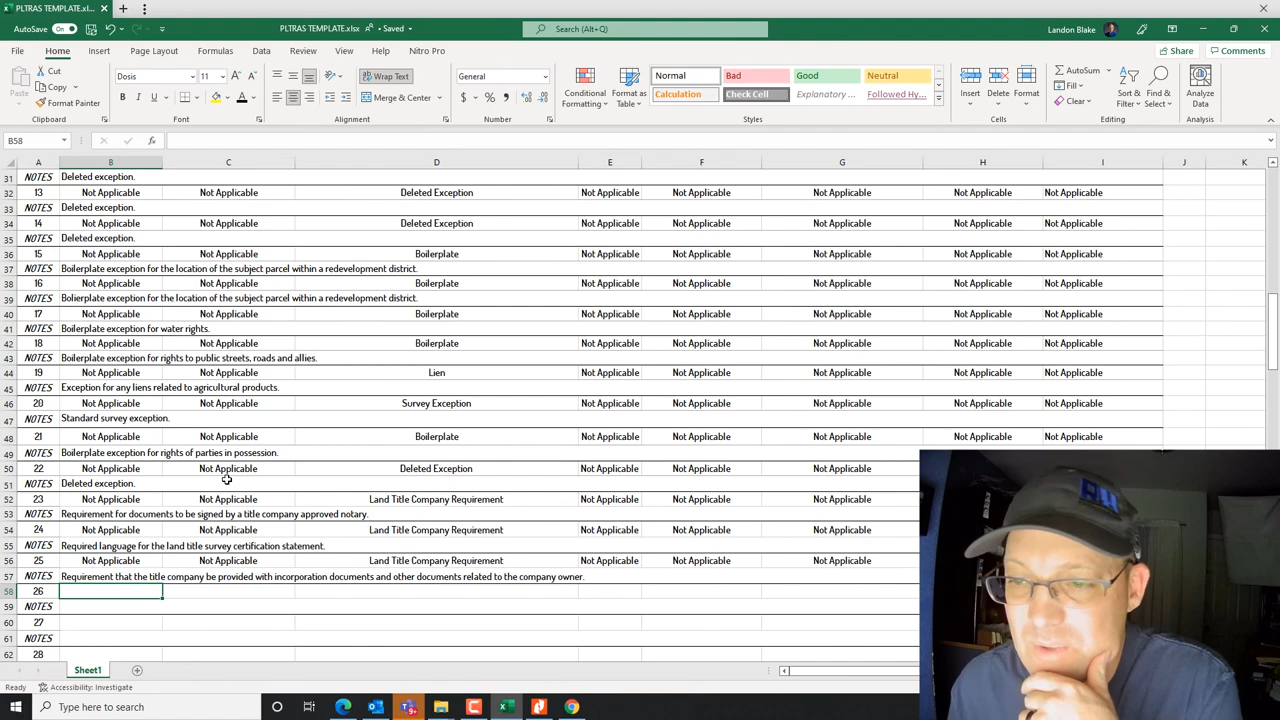 PLTRAS TEMPLATE.xls...
AutoSave On PLTRAS TEMPLATE.xlsx • Saved Search (Alt+Q) Landon Blake
File Home Insert Page Layout Formulas Data Review View Help Nitro Pro Share Comments
Paste Cut Copy Format Painter
Dosis 11 A A B I U A
Wrap Text Merge & Center
General $ % ,
Conditional Formatting Format as Table
Normal Bad Good Neutral
Calculation Check Cell Explanatory ... Followed Hy...
Insert Delete Format
AutoSum Fill Clear
Sort & Filter Find & Select Analyze Data
Clipboard Font Alignment Number Styles Cells Editing Analysis
B58 fx
A B C D E F G H I J K
31 NOTES Deleted exception.
32 13 Not Applicable Not Applicable Deleted Exception Not Applicable Not Applicable Not Applicable Not Applicable Not Applicable
33 NOTES Deleted exception.
34 14 Not Applicable Not Applicable Deleted Exception Not Applicable Not Applicable Not Applicable Not Applicable Not Applicable
35 NOTES Deleted exception.
36 15 Not Applicable Not Applicable Boilerplate Not Applicable Not Applicable Not Applicable Not Applicable Not Applicable
37 NOTES Boilerplate exception for the location of the subject parcel within a redevelopment district.
38 16 Not Applicable Not Applicable Boilerplate Not Applicable Not Applicable Not Applicable Not Applicable Not Applicable
39 NOTES Bolierplate exception for the location of the subject parcel within a redevelopment district.
40 17 Not Applicable Not Applicable Boilerplate Not Applicable Not Applicable Not Applicable Not Applicable Not Applicable
41 NOTES Boilerplate exception for water rights.
42 18 Not Applicable Not Applicable Boilerplate Not Applicable Not Applicable Not Applicable Not Applicable Not Applicable
43 NOTES Boilerplate exception for rights to public streets, roads and allies.
44 19 Not Applicable Not Applicable Lien Not Applicable Not Applicable Not Applicable Not Applicable Not Applicable
45 NOTES Exception for any liens related to agricultural products.
46 20 Not Applicable Not Applicable Survey Exception Not Applicable Not Applicable Not Applicable Not Applicable Not Applicable
47 NOTES Standard survey exception.
48 21 Not Applicable Not Applicable Boilerplate Not Applicable Not Applicable Not Applicable Not Applicable Not Applicable
49 NOTES Boilerplate exception for rights of parties in possession.
50 22 Not Applicable Not Applicable Deleted Exception Not Applicable Not Applicable Not Applicable
51 NOTES Deleted exception.
52 23 Not Applicable Not Applicable Land Title Company Requirement Not Applicable Not Applicable Not Applicable
53 NOTES Requirement for documents to be signed by a title company approved notary.
54 24 Not Applicable Not Applicable Land Title Company Requirement Not Applicable Not Applicable Not Applicable
55 NOTES Required language for the land title survey certification statement.
56 25 Not Applicable Not Applicable Land Title Company Requirement Not Applicable Not Applicable Not Applicable
57 NOTES Requirement that the title company be provided with incorporation documents and other documents related to the company owner.
58 26
59 NOTES
60 27
61 NOTES
62 28
Sheet1
Ready Accessibility: Investigate
Type here to search